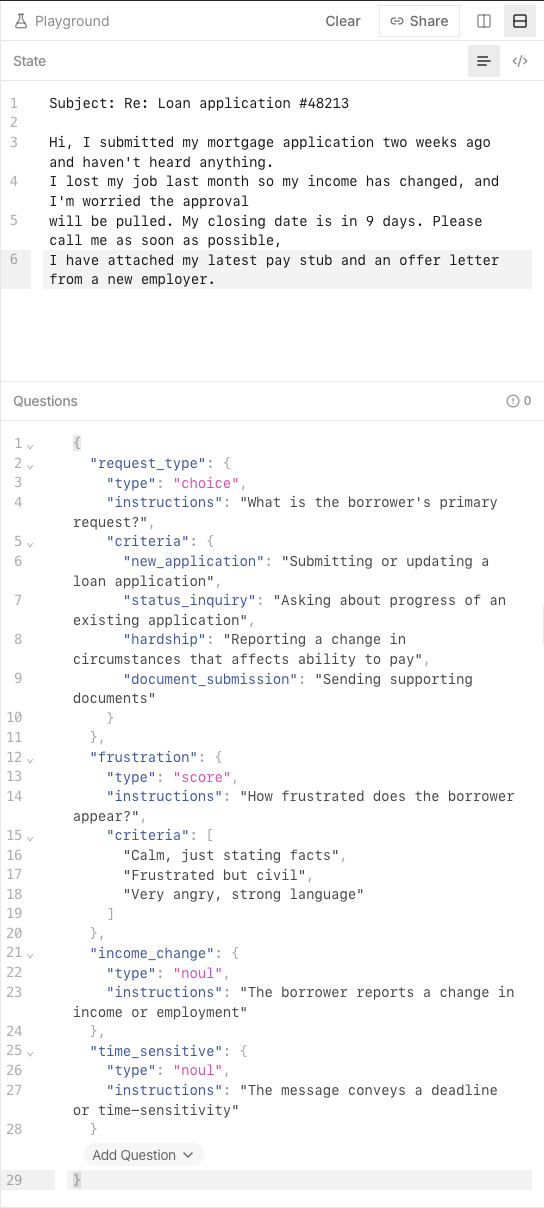 Playground
Clear
Share
State
1 Subject: Re: Loan application #48213
2
3 Hi, I submitted my mortgage application two weeks ago
and haven't heard anything.
4 I lost my job last month so my income has changed, and
I'm worried the approval
5 will be pulled. My closing date is in 9 days. Please
call me as soon as possible,
6 I have attached my latest pay stub and an offer letter
from a new employer.
Questions
0
1 {
2 "request_type": {
3 "type": "choice",
4 "instructions": "What is the borrower's primary
request?",
5 "criteria": {
6 "new_application": "Submitting or updating a
loan application",
7 "status_inquiry": "Asking about progress of an
existing application",
8 "hardship": "Reporting a change in
circumstances that affects ability to pay",
9 "document_submission": "Sending supporting
documents"
10 }
11 },
12 "frustration": {
13 "type": "score",
14 "instructions": "How frustrated does the borrower
appear?",
15 "criteria": [
16 "Calm, just stating facts",
17 "Frustrated but civil",
18 "Very angry, strong language"
19 ]
20 },
21 "income_change": {
22 "type": "noul",
23 "instructions": "The borrower reports a change in
income or employment"
24 },
25 "time_sensitive": {
26 "type": "noul",
27 "instructions": "The message conveys a deadline
or time-sensitivity"
28 }
Add Question
29 }